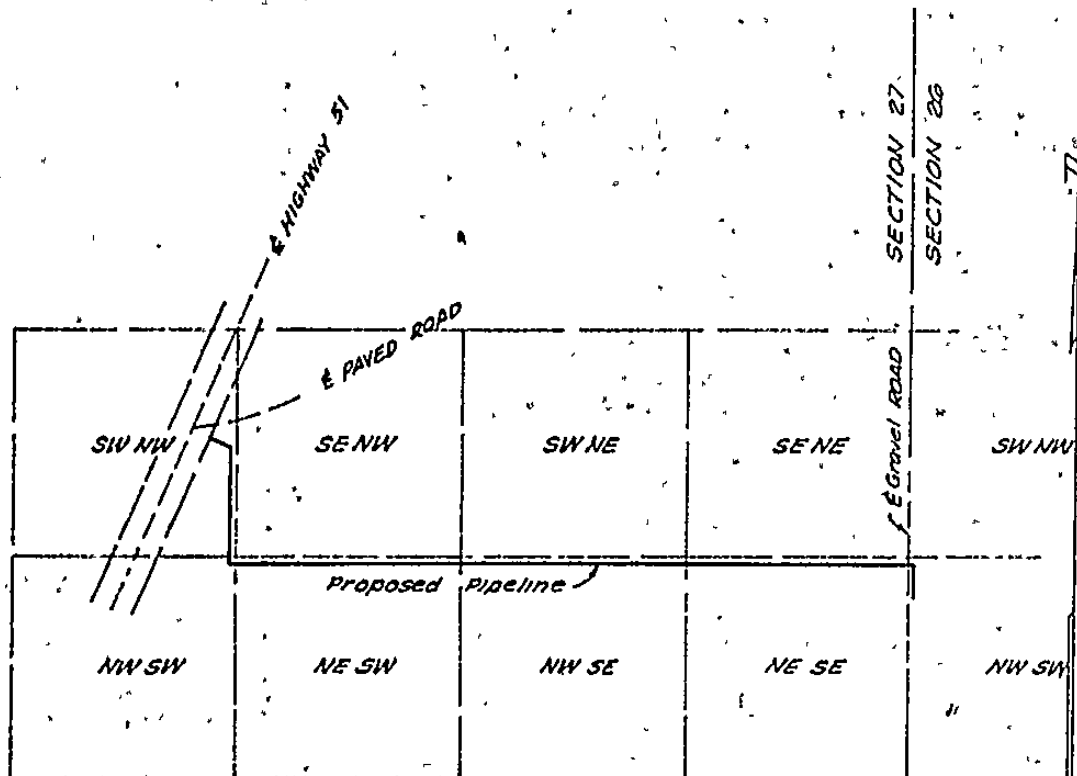 ℄ HIGHWAY 51
SECTION 27
SECTION 26
℄ PAVED ROAD
℄ Gravel ROAD
SW NW
SE NW
SW NE
SE NE
SW NW
Proposed Pipeline
NW SW
NE SW
NW SE
NE SE
NW SW